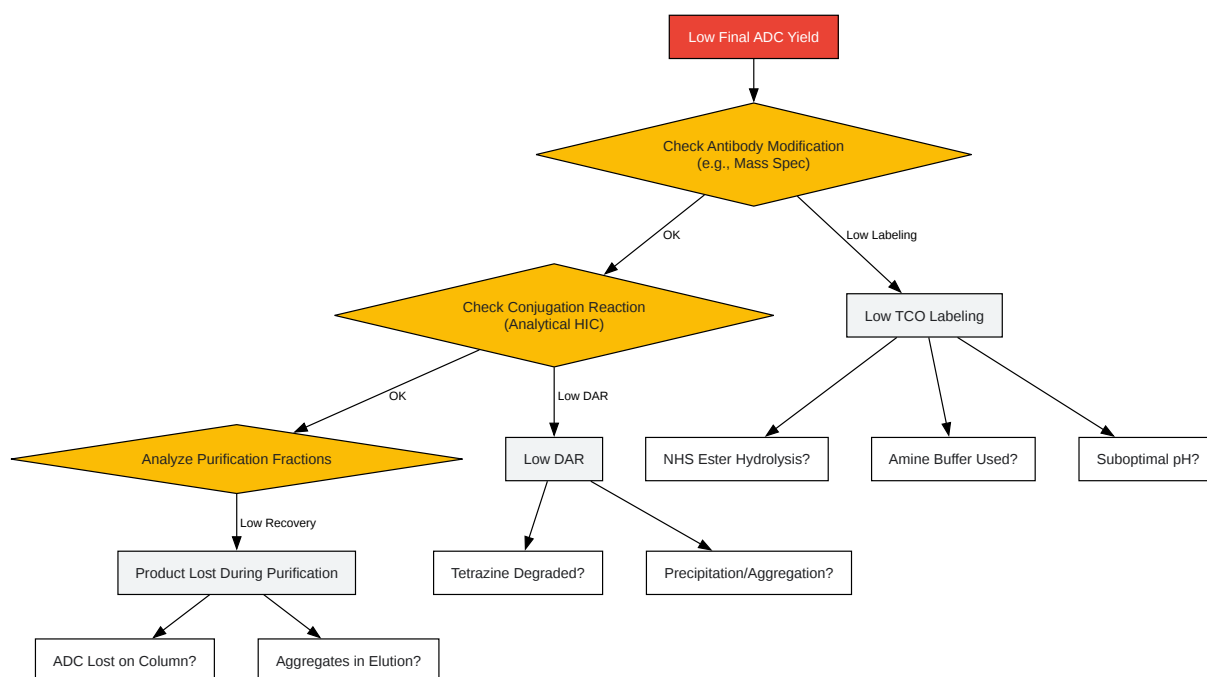 Low Final ADC Yield
Check Antibody Modification
(e.g., Mass Spec)
OK
Low Labeling
Check Conjugation Reaction
(Analytical HIC)
Low TCO Labeling
OK
Low DAR
Analyze Purification Fractions
Low DAR
NHS Ester Hydrolysis?
Amine Buffer Used?
Suboptimal pH?
Low Recovery
Product Lost During Purification
Tetrazine Degraded?
Precipitation/Aggregation?
ADC Lost on Column?
Aggregates in Elution?